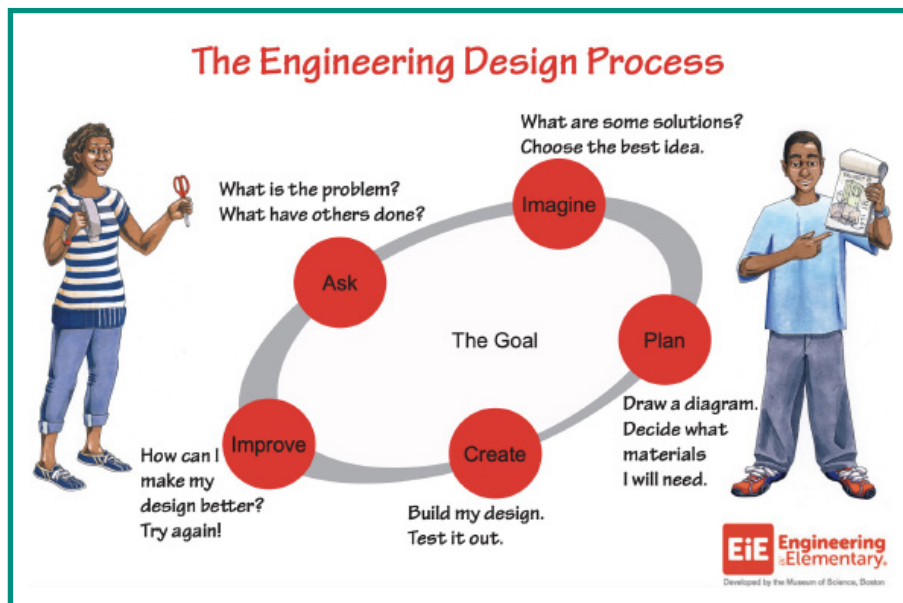 The Engineering Design Process
What are some solutions?
Choose the best idea.
Imagine
What is the problem?
What have others done?
Ask
The Goal
Plan
Draw a diagram.
Decide what
materials
I will need.
Improve
How can I
make my
design better?
Try again!
Create
Build my design.
Test it out.
EiE
Engineering
is Elementary®
Developed by the Museum of Science, Boston